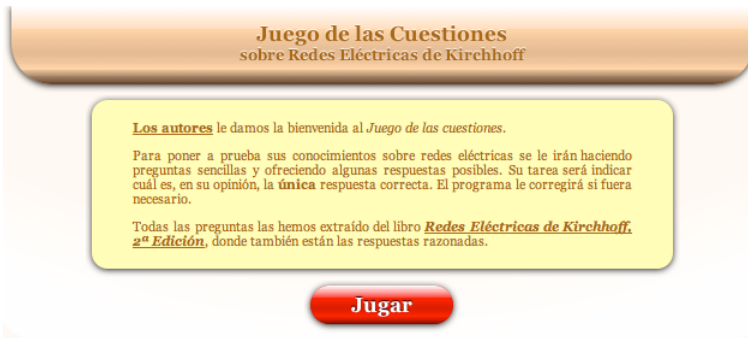 Juego de las Cuestiones
sobre Redes Eléctricas de Kirchhoff
Los autores le damos la bienvenida al Juego de las cuestiones.
Para poner a prueba sus conocimientos sobre redes eléctricas se le irán haciendo
preguntas sencillas y ofreciendo algunas respuestas posibles. Su tarea será indicar
cuál es, en su opinión, la única respuesta correcta. El programa le corregirá si fuera
necesario.
Todas las preguntas las hemos extraído del libro Redes Eléctricas de Kirchhoff,
2ª Edición, donde también están las respuestas razonadas.
Jugar